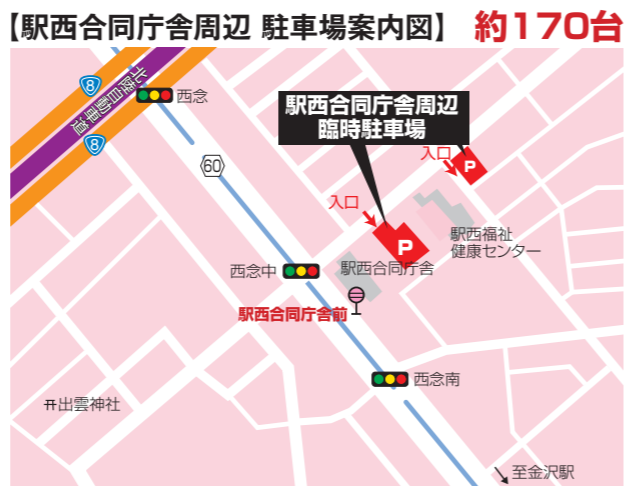 【駅西合同庁舎周辺 駐車場案内図】 約170台
8
北陸自動車道
8
西念
60
駅西合同庁舎周辺
臨時駐車場
入口
P
入口
P
駅西福祉
健康センター
西念中
駅西合同庁舎
駅西合同庁舎前
西念南
出雲神社
至金沢駅